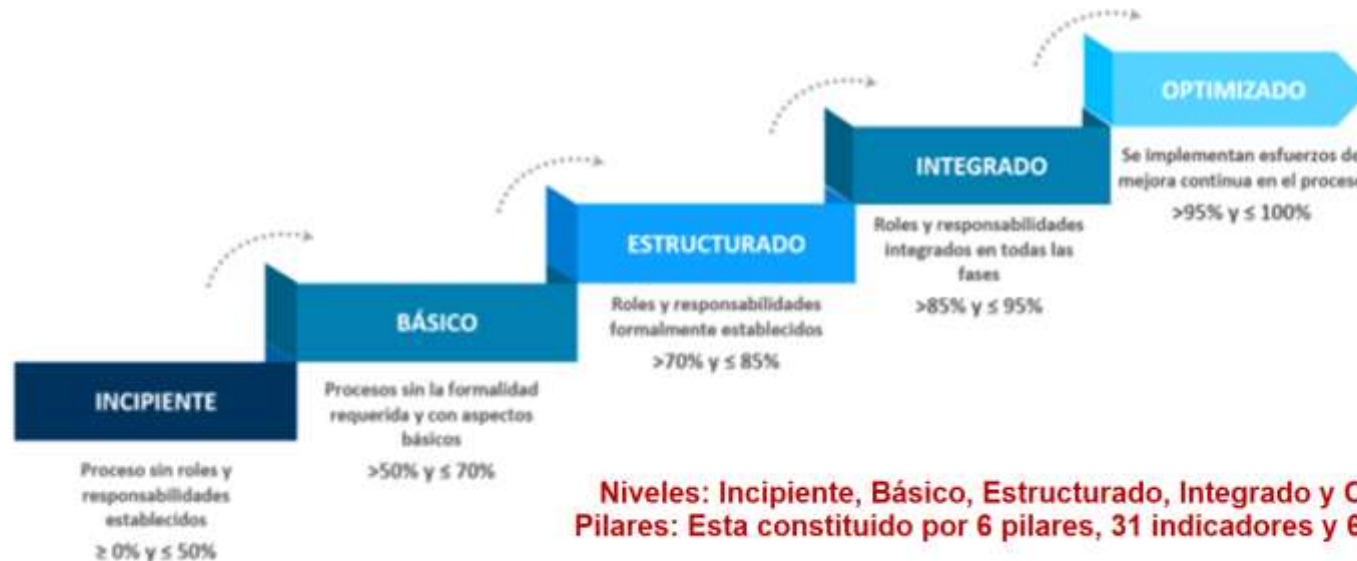 INCIPIENTE
Proceso sin roles y
responsabilidades
establecidos
≥ 0% y ≤ 50%
BÁSICO
Procesos sin la formalidad
requerida y con aspectos
básicos
>50% y ≤ 70%
ESTRUCTURADO
Roles y responsabilidades
formalmente establecidos
>70% y ≤ 85%
INTEGRADO
Roles y responsabilidades
integrados en todas las
fases
>85% y ≤ 95%
OPTIMIZADO
Se implementan esfuerzos de
mejora continua en el proceso
>95% y ≤ 100%
Niveles: Incipiente, Básico, Estructurado, Integrado y
Pilares: Esta constituido por 6 pilares, 31 indicadores y